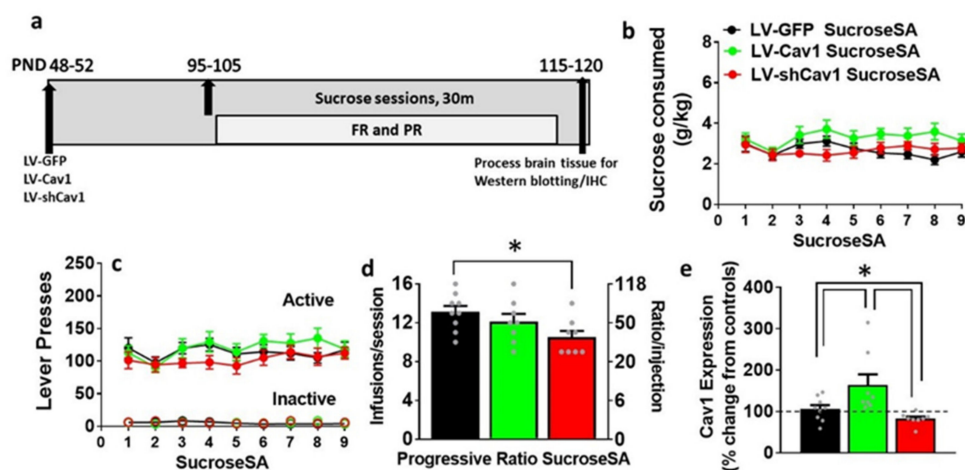 a
PND 48-52 95-105 115-120
Sucrose sessions, 30m
FR and PR
LV-GFP
LV-Cav1
LV-shCav1
Process brain tissue for
Western blotting/IHC
b
LV-GFP SucroseSA
LV-Cav1 SucroseSA
LV-shCav1 SucroseSA
Sucrose consumed
(g/kg)
8
6
4
2
0
0 1 2 3 4 5 6 7 8 9
SucroseSA
c
Lever Presses
250
200
150
100
50
0
Active
Inactive
0 1 2 3 4 5 6 7 8 9
SucroseSA
d
*
Infusions/session
16
12
8
4
0
Ratio/injection
118
50
20
6
0
Progressive Ratio SucroseSA
e
*
Cav1 Expression
(% change from controls)
400
300
200
100
0